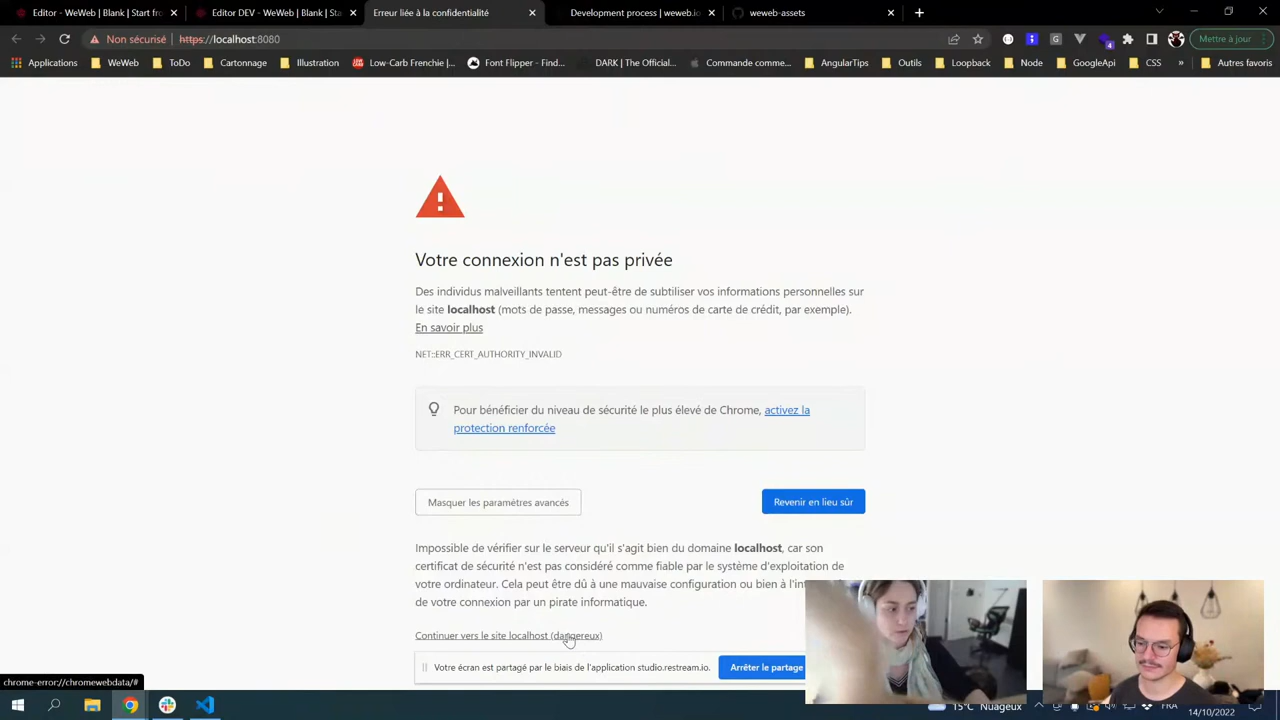 Editor - WeWeb | Blank | Start f
Editor DEV - WeWeb | Blank | Sta
Erreur liée à la confidentialité
Development process | weweb.io
weweb-assets
Non sécurisé
https://localhost:8080
Mettre à jour
Applications
WeWeb
ToDo
Cartonnage
Illustration
Low-Carb Frenchie |...
Font Flipper - Find...
DARK | The Official...
Commande comme...
AngularTips
Outils
Loopback
Node
GoogleApi
CSS
»
Autres favoris
4
Votre connexion n'est pas privée
Des individus malveillants tentent peut-être de subtiliser vos informations personnelles sur
le site localhost (mots de passe, messages ou numéros de carte de crédit, par exemple).
En savoir plus
NET::ERR_CERT_AUTHORITY_INVALID
Pour bénéficier du niveau de sécurité le plus élevé de Chrome, activez la
protection renforcée
Masquer les paramètres avancés
Revenir en lieu sûr
Impossible de vérifier sur le serveur qu'il s'agit bien du domaine localhost, car son
certificat de sécurité n'est pas considéré comme fiable par le système d'exploitation de
votre ordinateur. Cela peut être dû à une mauvaise configuration ou bien à l'in
de votre connexion par un pirate informatique.
Continuer vers le site localhost (dangereux)
Votre écran est partagé par le biais de l'application studio.restream.io.
Arrêter le partage
chrome-error://chromewebdata/#
15°C Nuageux
FRA
14/10/2022